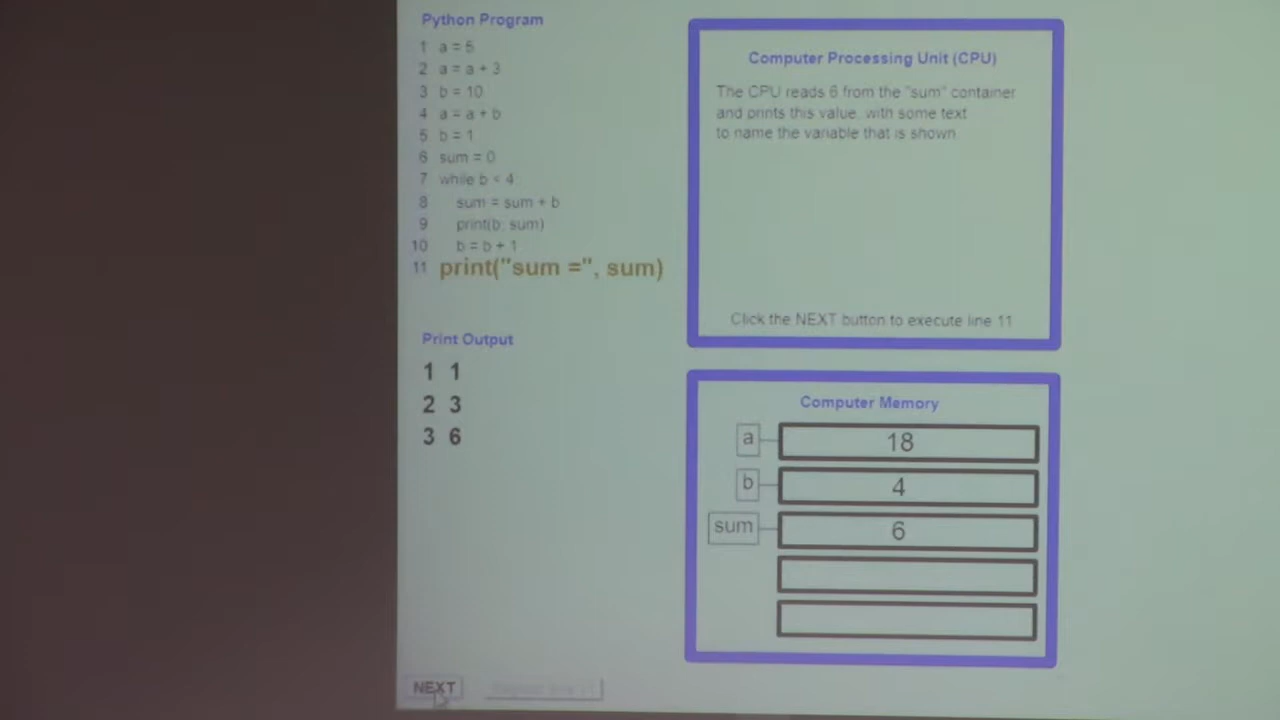 Python Program
1 a = 5
2 a = a + 3
3 b = 10
4 a = a + b
5 b = 1
6 sum = 0
7 while b < 4:
8 sum = sum + b
9 print(b, sum)
10 b = b + 1
11 print("sum =", sum)
Print Output
1 1
2 3
3 6
NEXT
Computer Processing Unit (CPU)
The CPU reads 6 from the "sum" container
and prints this value, with some text
to name the variable that is shown.
Click the NEXT button to execute line 11
Computer Memory
a 18
b 4
sum 6